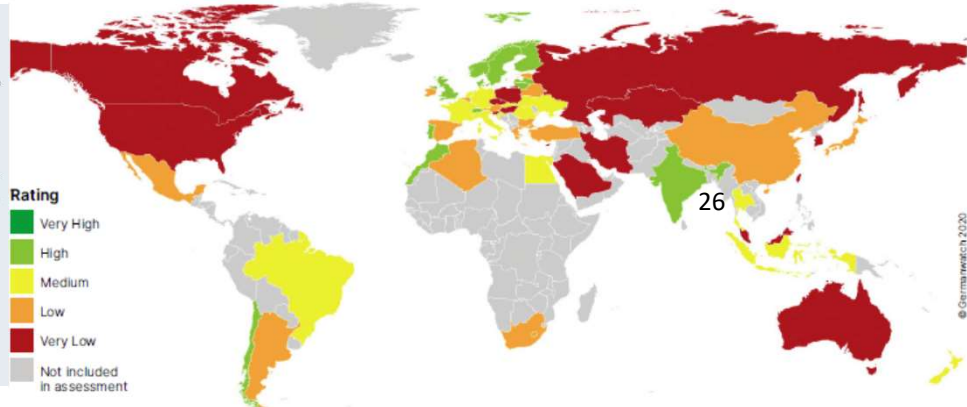 Rating
Very High
High
Medium
Low
Very Low
Not included
in assessment
26
© Germanwatch 2020